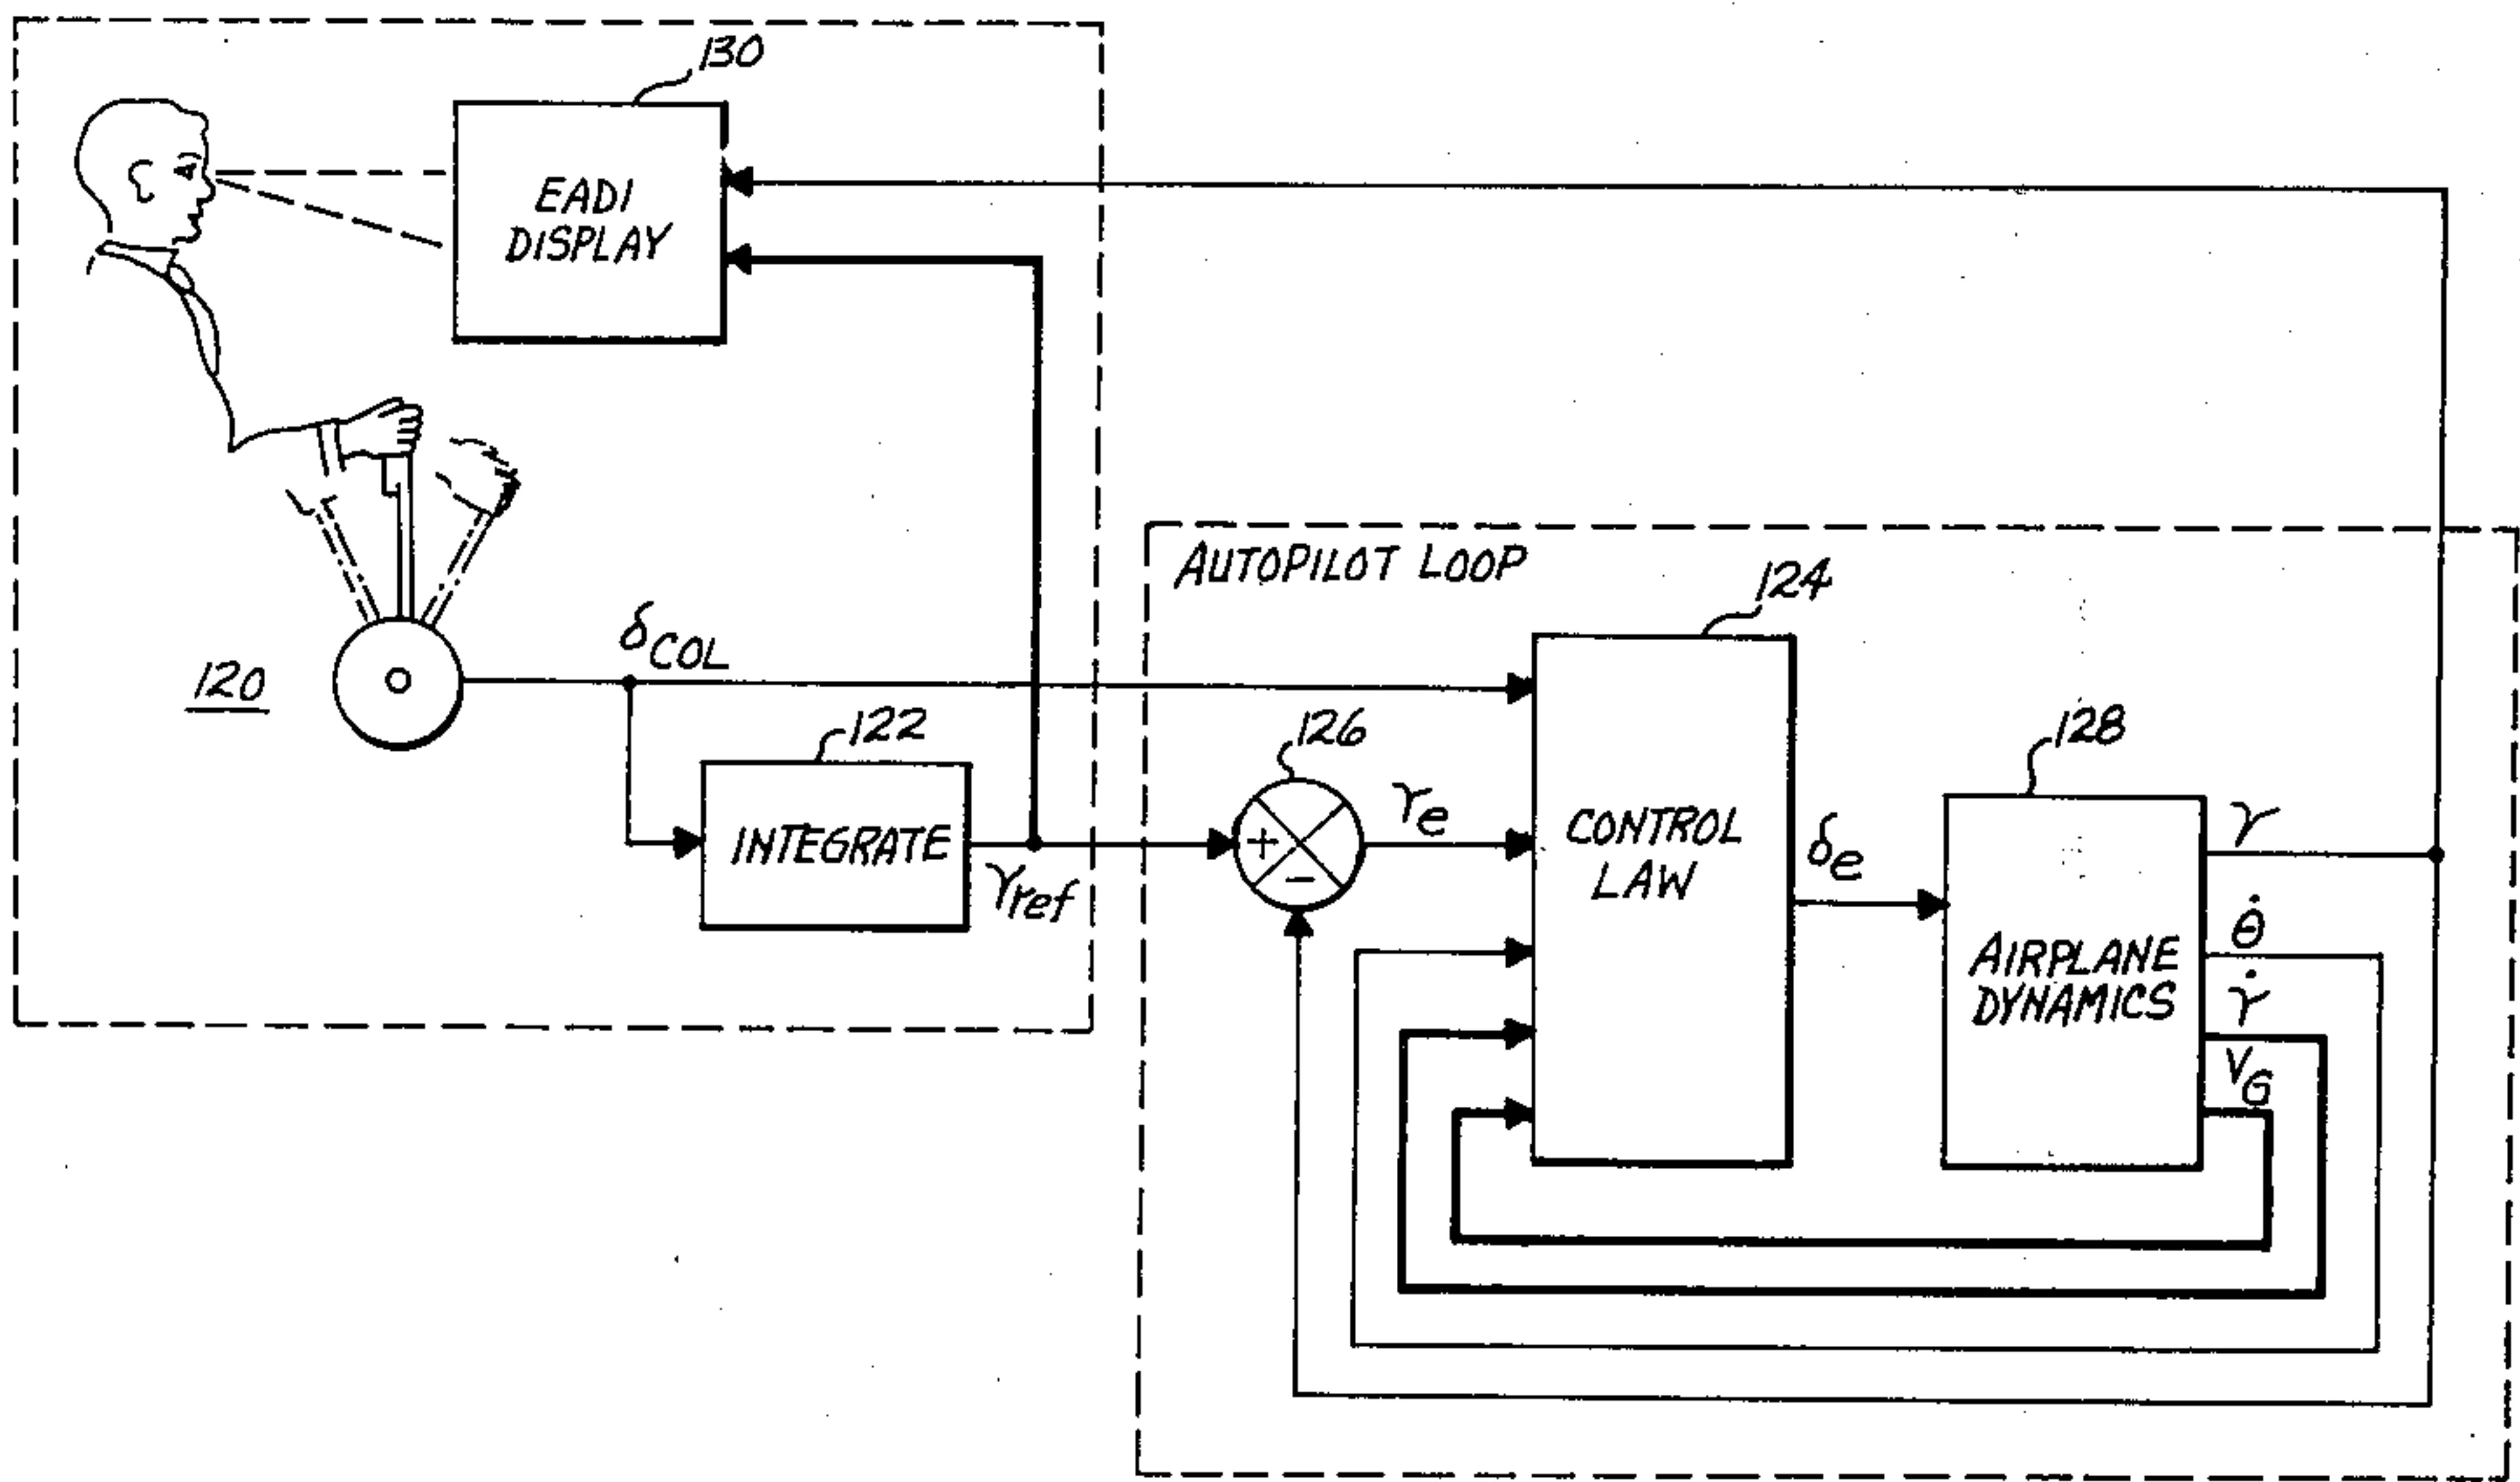 130
EADI
DISPLAY
AUTOPILOT LOOP
124
δCOL
120
122
126
128
γe
γ
INTEGRATE
+
−
CONTROL
LAW
δe
γref
θ̇
AIRPLANE
DYNAMICS
γ̇
VG